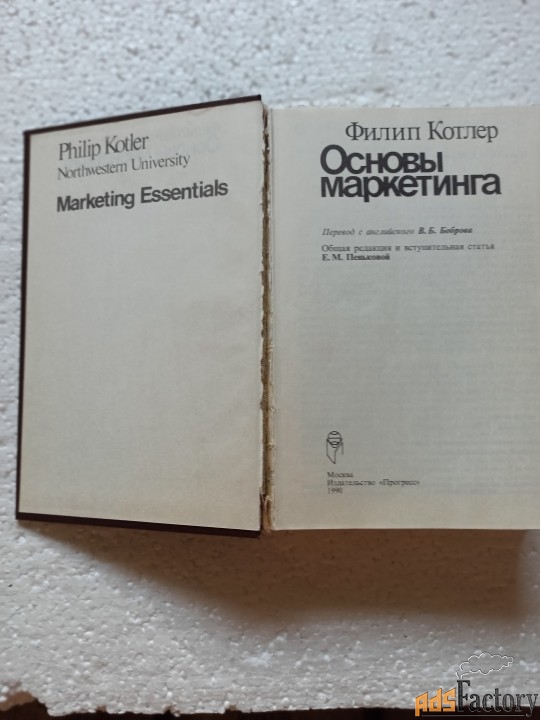 Philip Kotler
Northwestern University
Marketing Essentials
Филип Котлер
Основы
маркетинга
Перевод с английского В. Б. Боброва
Общая редакция и вступительная статья
Е. М. Пеньковой
Москва
Издательство «Прогресс»
1990
AdsFactory